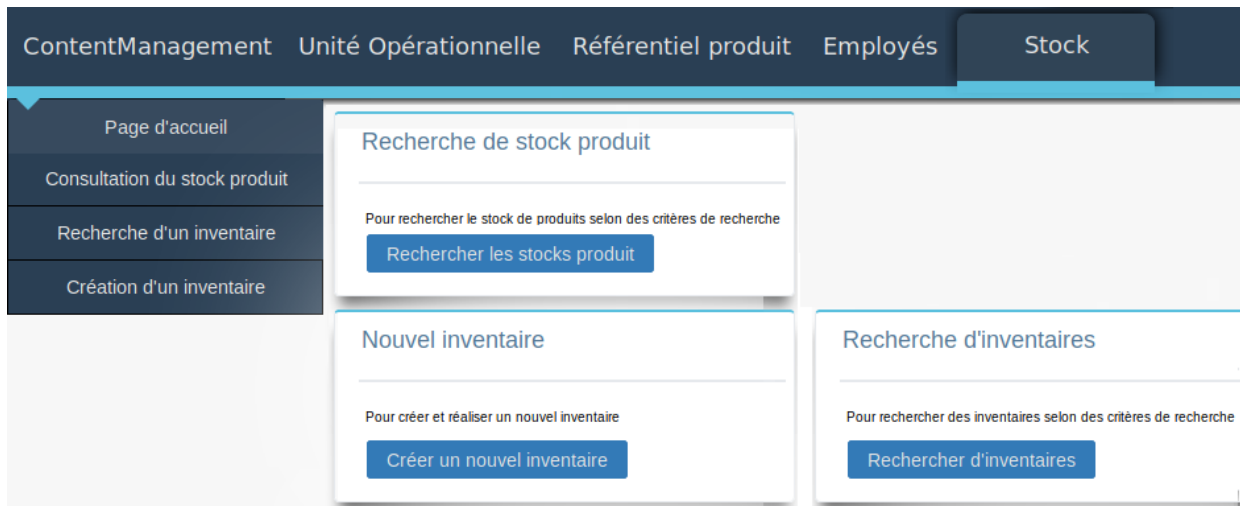 ContentManagement Unité Opérationnelle Référentiel produit Employés Stock
Page d'accueil
Consultation du stock produit
Recherche d'un inventaire
Création d'un inventaire
Recherche de stock produit
Pour rechercher le stock de produits selon des critères de recherche
Rechercher les stocks produit
Nouvel inventaire
Pour créer et réaliser un nouvel inventaire
Créer un nouvel inventaire
Recherche d'inventaires
Pour rechercher des inventaires selon des critères de recherche
Rechercher d'inventaires